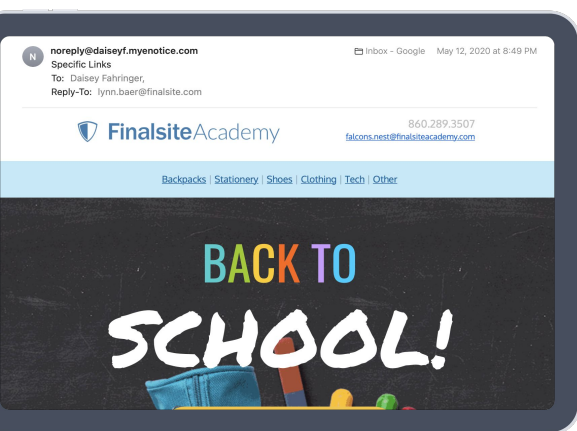 N
noreply@daiseyf.myenotice.com
Inbox - Google May 12, 2020 at 8:49 PM
Specific Links
To: Daisey Fahringer,
Reply-To: lynn.baer@finalsite.com
FinalsiteAcademy
860.289.3507
falcons.nest@finalsiteacademy.com
Backpacks | Stationery | Shoes | Clothing | Tech | Other
BACK TO
SCHOOL!